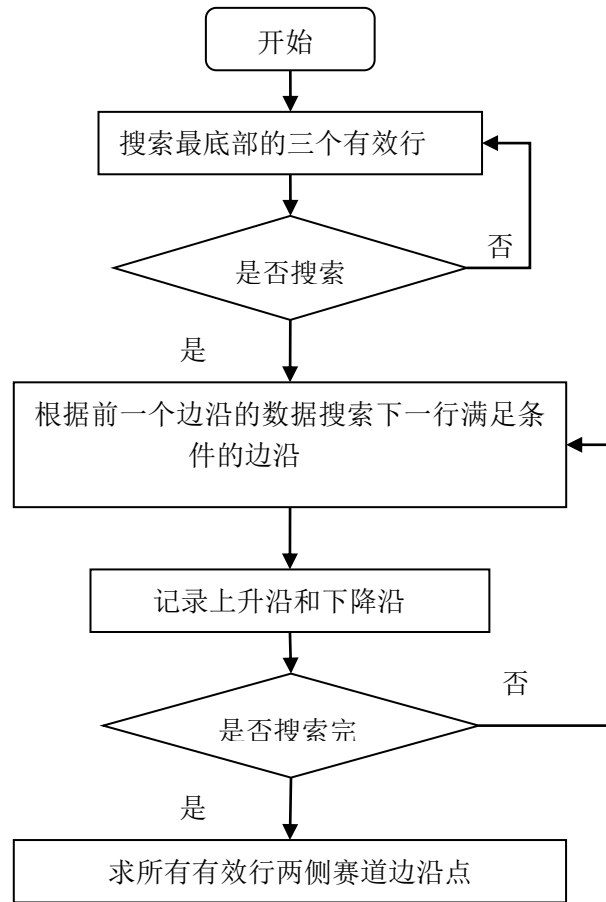 开始
搜索最底部的三个有效行
否
是否搜索
是
根据前一个边沿的数据搜索下一行满足条
件的边沿
记录上升沿和下降沿
否
是否搜索完
是
求所有有效行两侧赛道边沿点